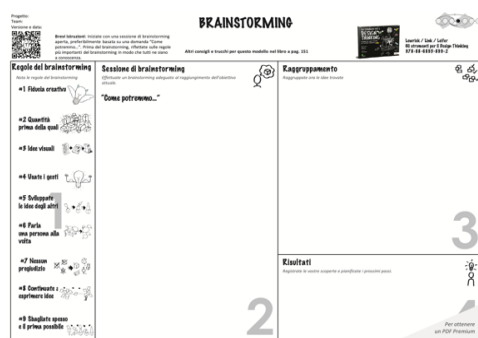 Progetto:
Team:
Versione e data:
BRAINSTORMING
Brevi istruzioni: Iniziate con una sessione di brainstorming
aperta, preferibilmente basata su una domanda "Come
potremmo...". Prima del brainstorming, riflettete sulle regole
più importanti del brainstorming in modo che tutti ne siano
a conoscenza.
Altri consigli e trucchi per questo modello nel libro a pag. 151
Lewrick / Link / Leifer
Regole del brainstorming
Note le regole del brainstorming
#1 Fiducia creativa
#2 Quantità
prima della quali
#3 Idee visuali
#4 Usate i gesti
#5 Sviluppate
le idee degli altri
#6 Parla
una persona alla
volta
#7 Nessun
pregiudizio
#8 Continuate a
esprimere idee
#9 Sbagliate spesso
e il prima possibile
1
Sessione di brainstorming
Effettuate un brainstorming adeguato al raggiungimento dell'obiettivo
attuale.
"Come potremmo..."
2
Raggruppamento
Raggruppate ora le idee trovate
3
Risultati
Registrate le vostre scoperte e pianificate i prossimi passi.
4
Per ottenere
un PDF Premium